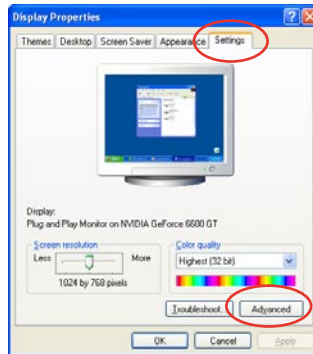 Display Properties
Themes Desktop Screen Saver Appearance Settings
Display:
Plug and Play Monitor on NVIDIA GeForce 6600 GT
Screen resolution
Color quality
Less More
Highest (32 bit)
1024 by 768 pixels
Troubleshoot... Advanced
OK Cancel Apply